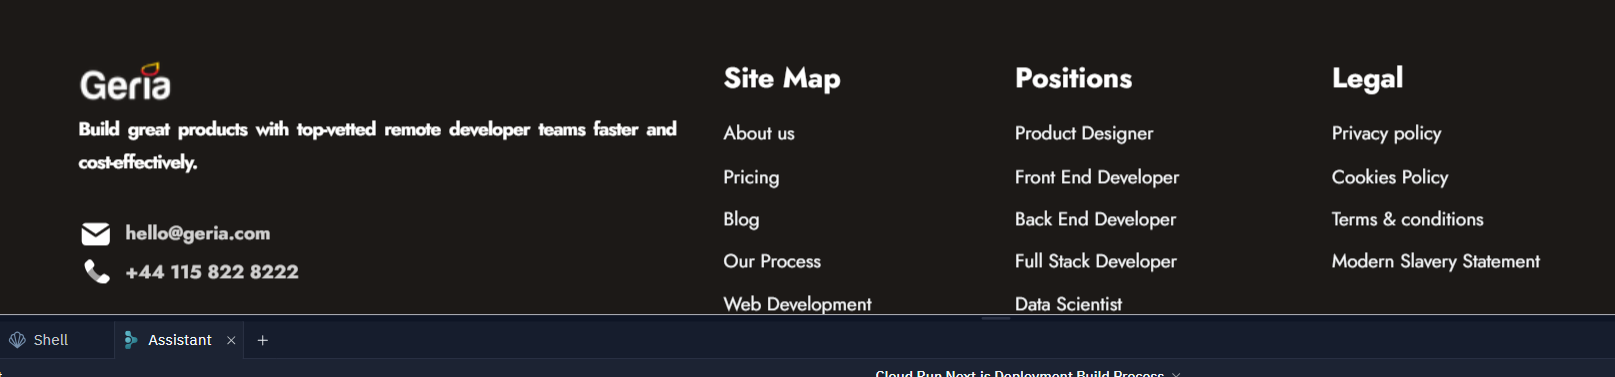 Geria
Build great products with top-vetted remote developer teams faster and
cost-effectively.
hello@geria.com
+44 115 822 8222
Site Map
About us
Pricing
Blog
Our Process
Web Development
Positions
Product Designer
Front End Developer
Back End Developer
Full Stack Developer
Data Scientist
Legal
Privacy policy
Cookies Policy
Terms & conditions
Modern Slavery Statement
Shell
Assistant
Cloud Run Next.js Deployment Build Process